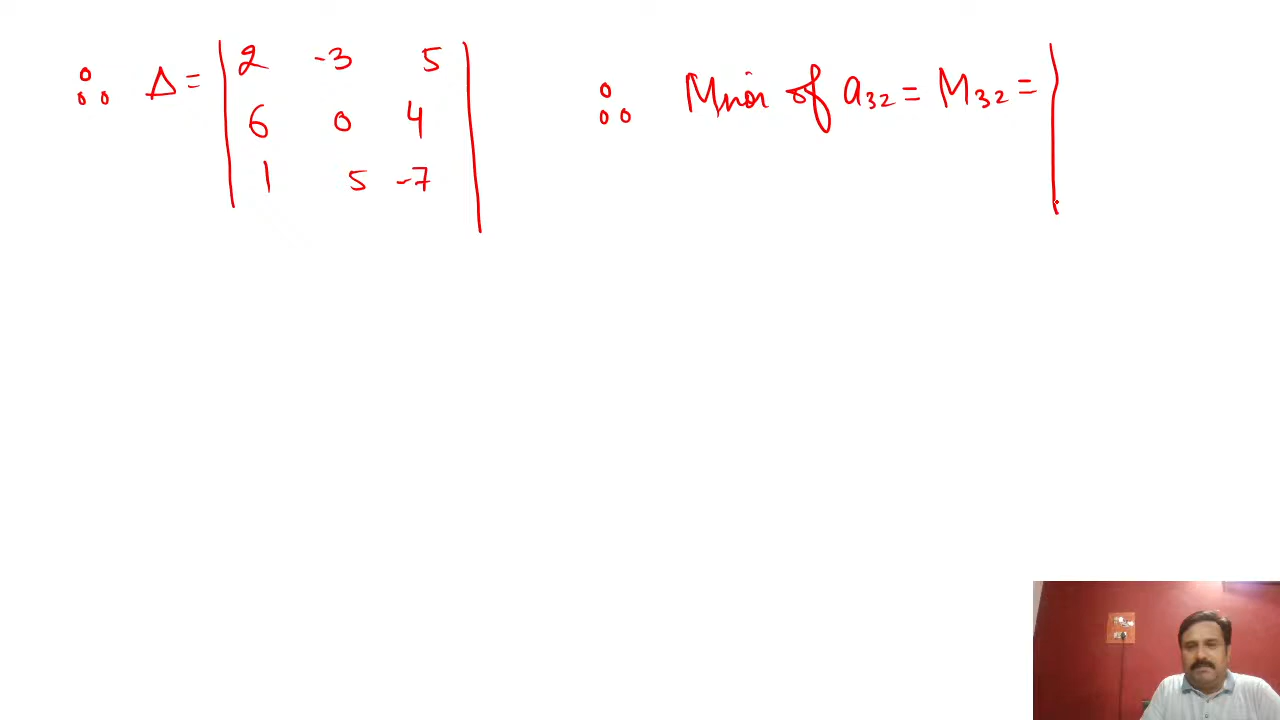 ∴ Δ = | 2 -3 5 |
| 6 0 4 |
| 1 5 -7 |
∴ Minor of a₃₂ = M₃₂ = |